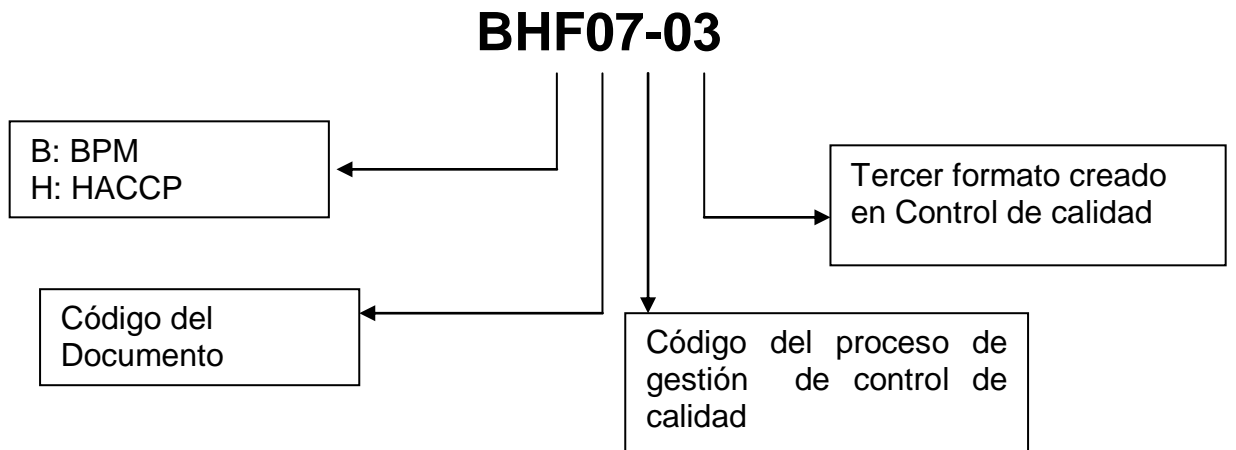 BHF07-03
B: BPM
H: HACCP
Tercer formato creado
en Control de calidad
Código del
Documento
Código del proceso de
gestión de control de
calidad